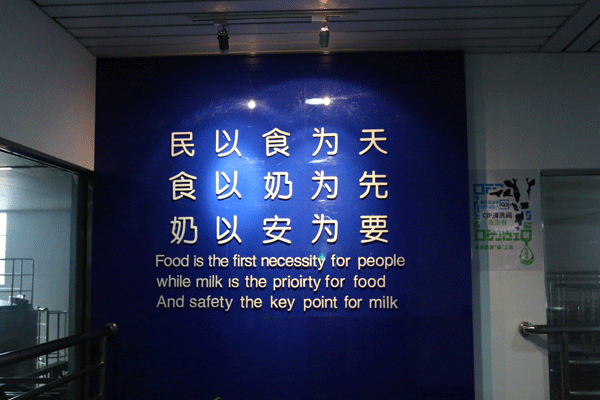 民以食为天
食以奶为先
奶以安为要
Food is the first necessity for people
while milk is the prioirty for food
And safety the key point for milk